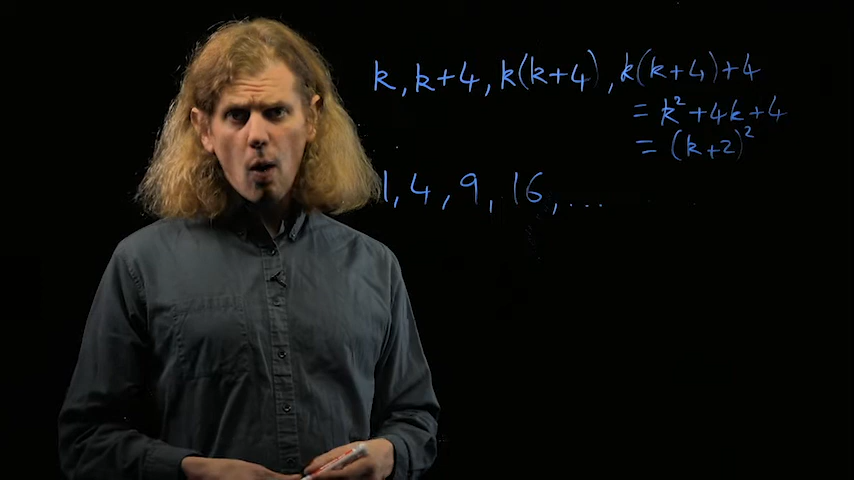 k, k+4, k(k+4), k(k+4)+4
= k² +4k+4
= (k+2)²
1, 4, 9, 16, ...